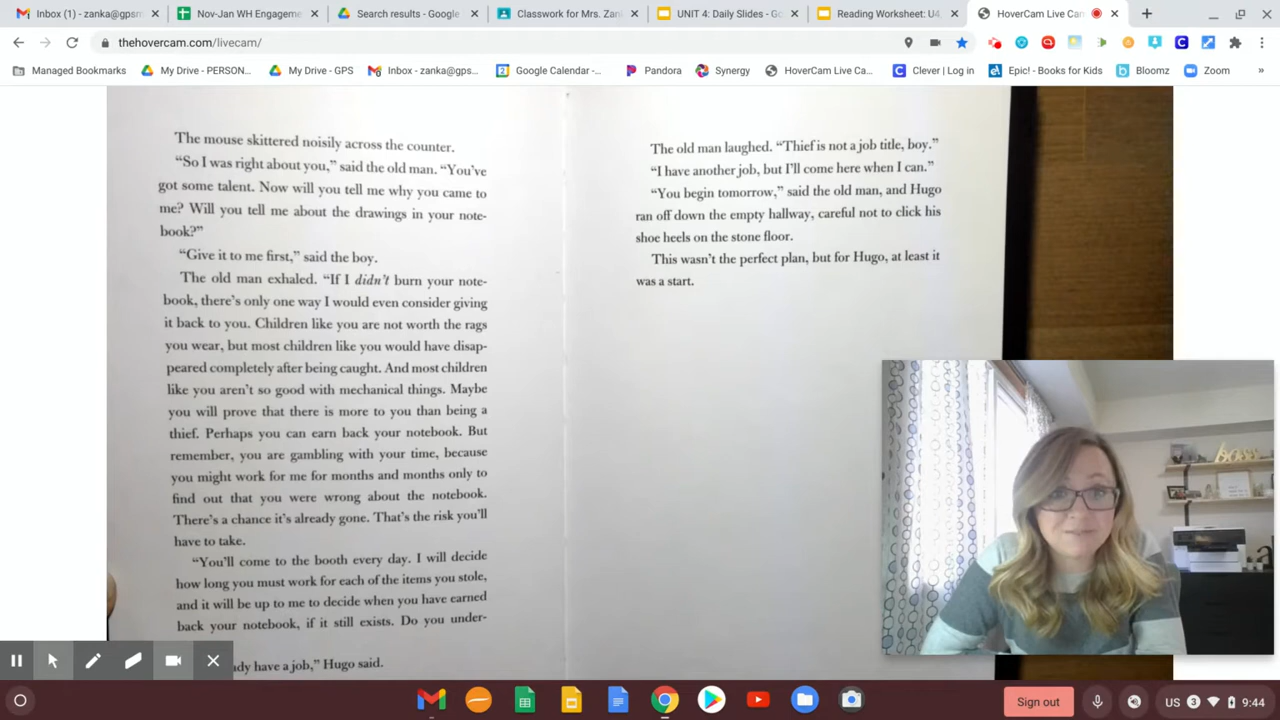 Inbox (1) - zanka@gpsm
Nov-Jan WH Engageme
Search results - Google
Classwork for Mrs. Zank
UNIT 4: Daily Slides - Go
Reading Worksheet: U4
HoverCam Live Cam
thehovercam.com/livecam/
Managed Bookmarks
My Drive - PERSON...
My Drive - GPS
Inbox - zanka@gps...
Google Calendar -...
Pandora
Synergy
HoverCam Live Ca...
Clever | Log in
Epic! - Books for Kids
Bloomz
Zoom
»
The mouse skittered noisily across the counter.
“So I was right about you,” said the old man. “You’ve
got some talent. Now will you tell me why you came to
me? Will you tell me about the drawings in your note-
book?”
“Give it to me first,” said the boy.
The old man exhaled. “If I didn’t burn your note-
book, there’s only one way I would even consider giving
it back to you. Children like you are not worth the rags
you wear, but most children like you would have disap-
peared completely after being caught. And most children
like you aren’t so good with mechanical things. Maybe
you will prove that there is more to you than being a
thief. Perhaps you can earn back your notebook. But
remember, you are gambling with your time, because
you might work for me for months and months only to
find out that you were wrong about the notebook.
There’s a chance it’s already gone. That’s the risk you’ll
have to take.
“You’ll come to the booth every day. I will decide
how long you must work for each of the items you stole,
and it will be up to me to decide when you have earned
back your notebook, if it still exists. Do you under-
dy have a job,” Hugo said.
The old man laughed. “Thief is not a job title, boy.”
“I have another job, but I’ll come here when I can.”
“You begin tomorrow,” said the old man, and Hugo
ran off down the empty hallway, careful not to click his
shoe heels on the stone floor.
This wasn’t the perfect plan, but for Hugo, at least it
was a start.
Sign out
US
3
9:44